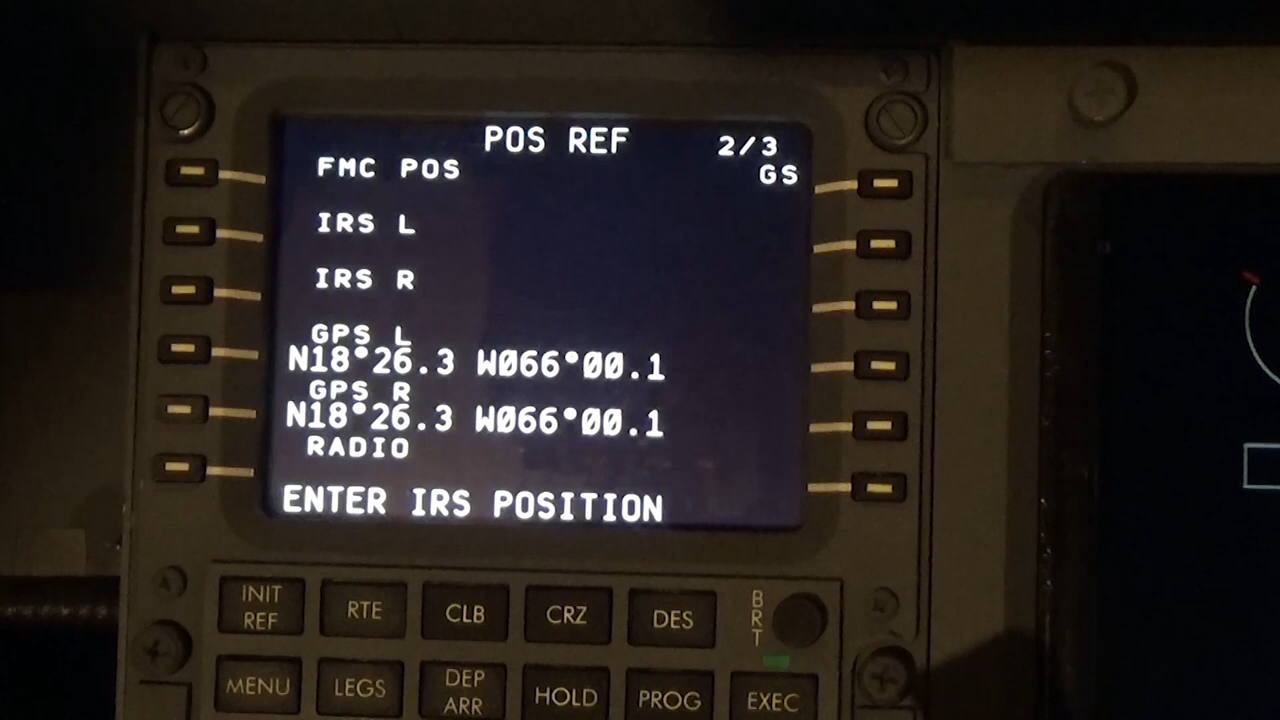 POS REF 2/3
FMC POS GS
IRS L
IRS R
GPS L
N18°26.3 W066°00.1
GPS R
N18°26.3 W066°00.1
RADIO
ENTER IRS POSITION
INIT REF RTE CLB CRZ DES BRT
MENU LEGS DEP ARR HOLD PROG EXEC